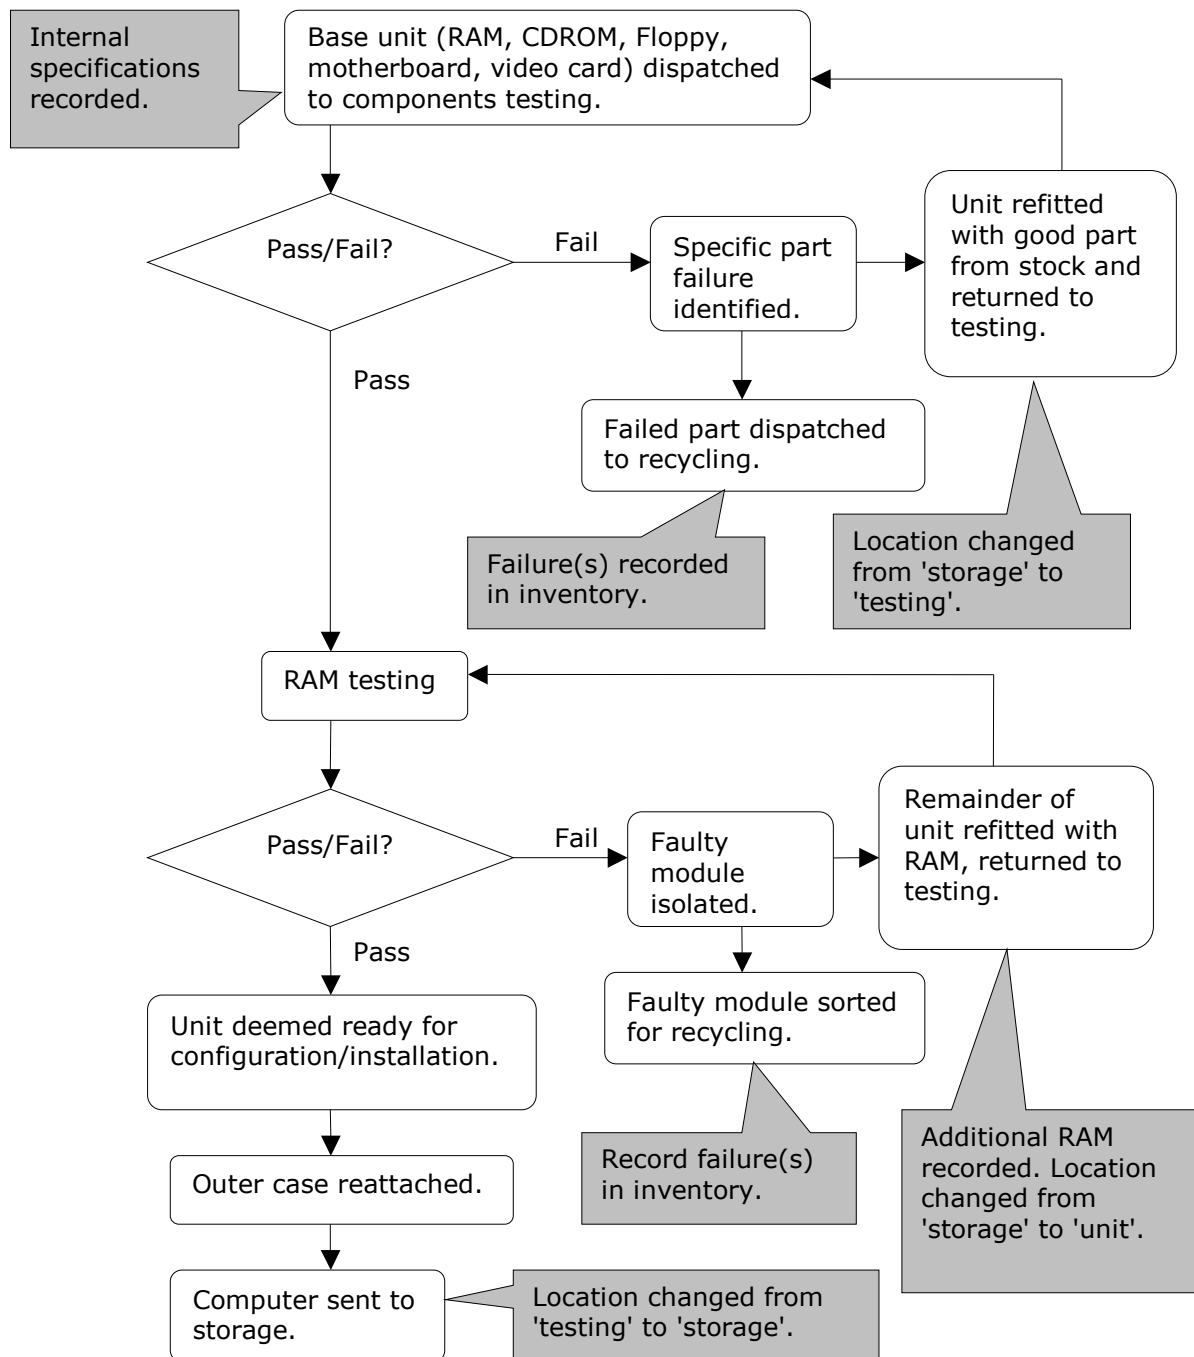 Internal
specifications
recorded.
Base unit (RAM, CDROM, Floppy,
motherboard, video card) dispatched
to components testing.
Pass/Fail?
Fail
Specific part
failure
identified.
Unit refitted
with good part
from stock and
returned to
testing.
Pass
Failed part dispatched
to recycling.
Failure(s) recorded
in inventory.
Location changed
from 'storage' to
'testing'.
RAM testing
Pass/Fail?
Fail
Faulty
module
isolated.
Remainder of
unit refitted with
RAM, returned to
testing.
Pass
Faulty module sorted
for recycling.
Unit deemed ready for
configuration/installation.
Record failure(s)
in inventory.
Additional RAM
recorded. Location
changed from
'storage' to 'unit'.
Outer case reattached.
Computer sent to
storage.
Location changed from
'testing' to 'storage'.